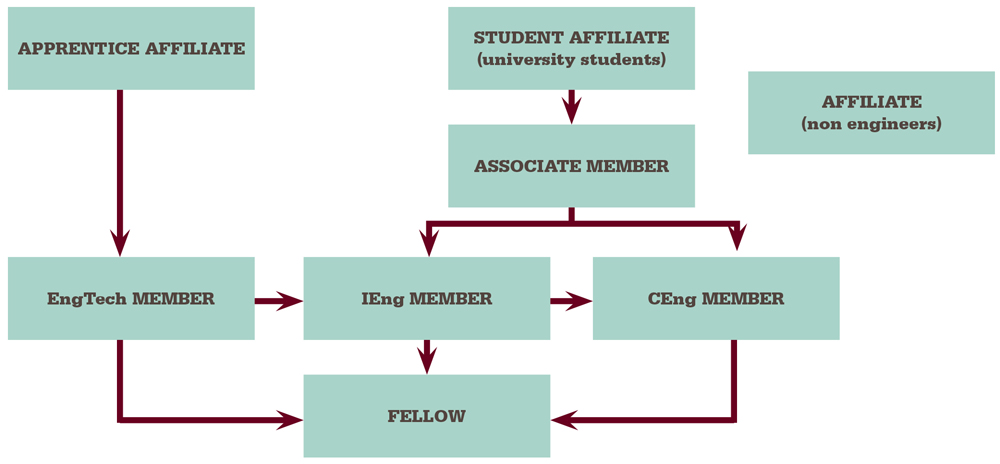 APPRENTICE AFFILIATE
STUDENT AFFILIATE
(university students)
AFFILIATE
(non engineers)
ASSOCIATE MEMBER
EngTech MEMBER
IEng MEMBER
CEng MEMBER
FELLOW